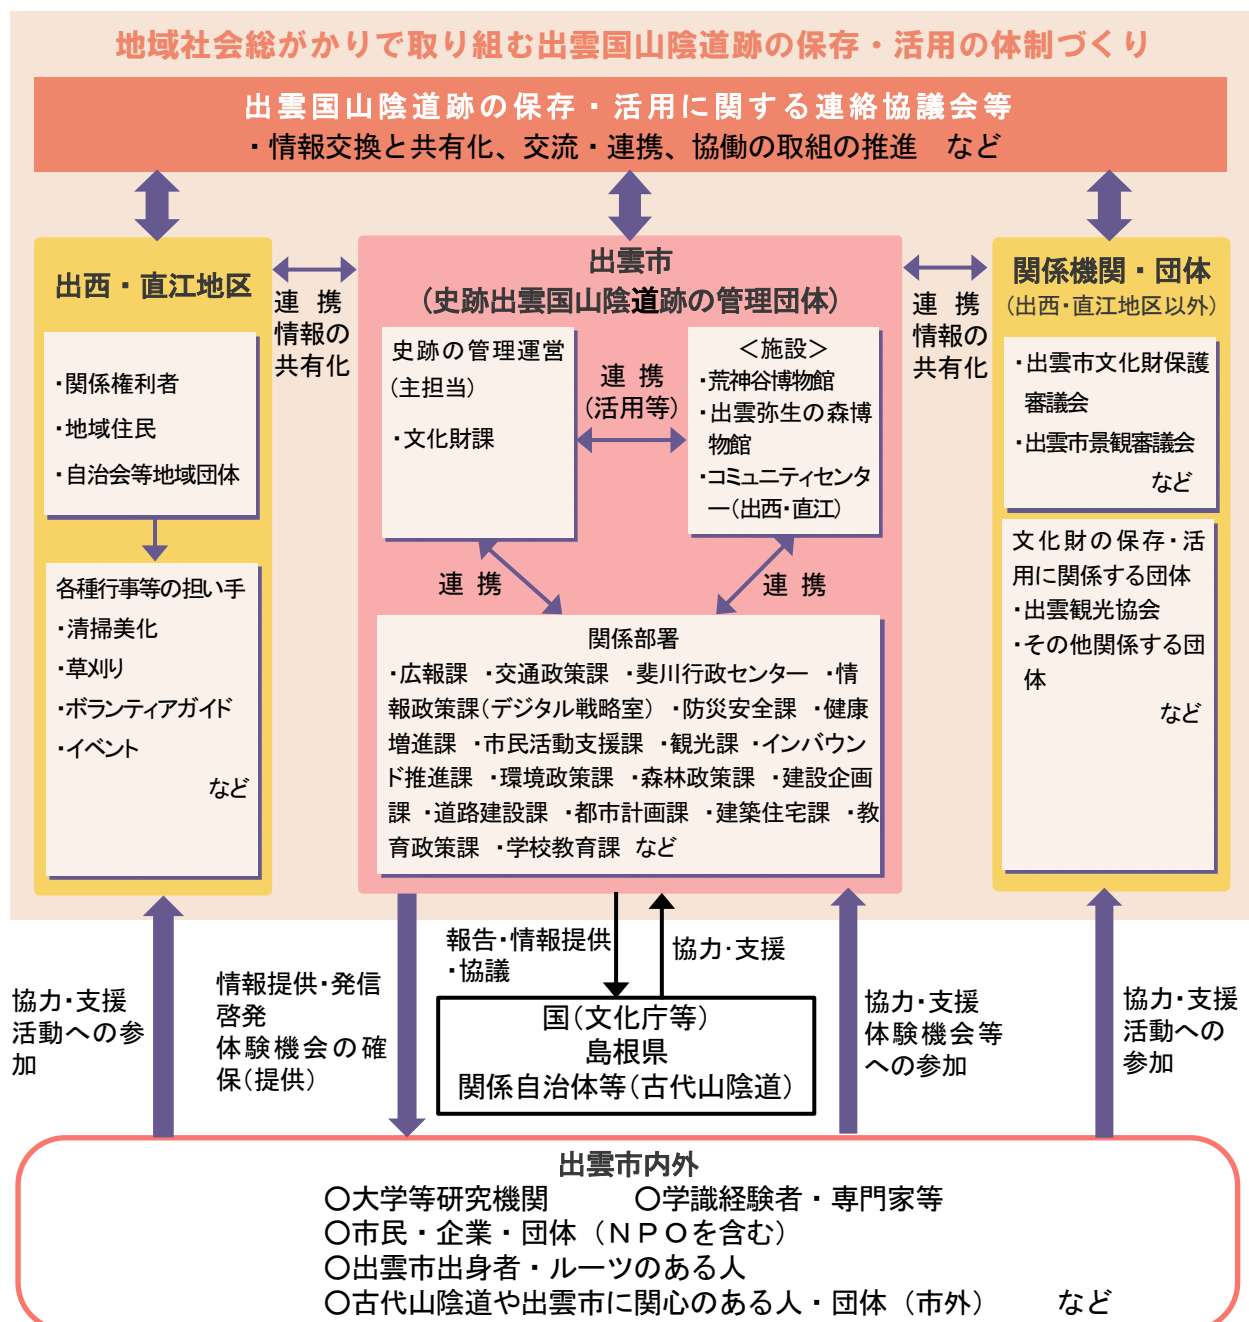 地域社会総がかりで取り組む出雲国山陰道跡の保存・活用の体制づくり
出雲国山陰道跡の保存・活用に関する連絡協議会等
・情報交換と共有化、交流・連携、協働の取組の推進　など
出西・直江地区
・関係権利者
・地域住民
・自治会等地域団体
各種行事等の担い手
・清掃美化
・草刈り
・ボランティアガイド
・イベント
など
連 携
情報の
共有化
出雲市
(史跡出雲国山陰道跡の管理団体)
史跡の管理運営
(主担当)
・文化財課
連 携
(活用等)
＜施設＞
・荒神谷博物館
・出雲弥生の森博
物館
・コミュニティセンタ
ー(出西・直江)
連 携
連 携
関係部署
・広報課 ・交通政策課 ・斐川行政センター ・情
報政策課(デジタル戦略室) ・防災安全課 ・健康
増進課 ・市民活動支援課 ・観光課 ・インバウン
ド推進課 ・環境政策課 ・森林政策課 ・建設企画
課 ・道路建設課 ・都市計画課 ・建築住宅課 ・教
育政策課 ・学校教育課 など
連 携
情報の
共有化
関係機関・団体
(出西・直江地区以外)
・出雲市文化財保護
審議会
・出雲市景観審議会
など
文化財の保存・活
用に関係する団体
・出雲観光協会
・その他関係する団
体
など
協力・支援
活動への参
加
情報提供・発信
啓発
体験機会の確
保(提供)
報告・情報提供
・協議
協力・支援
国(文化庁等)
島根県
関係自治体等(古代山陰道)
協力・支援
体験機会等
への参加
協力・支援
活動への
参加
出雲市内外
〇大学等研究機関　　〇学識経験者・専門家等
〇市民・企業・団体（ＮＰＯを含む）
〇出雲市出身者・ルーツのある人
〇古代山陰道や出雲市に関心のある人・団体（市外）　　など